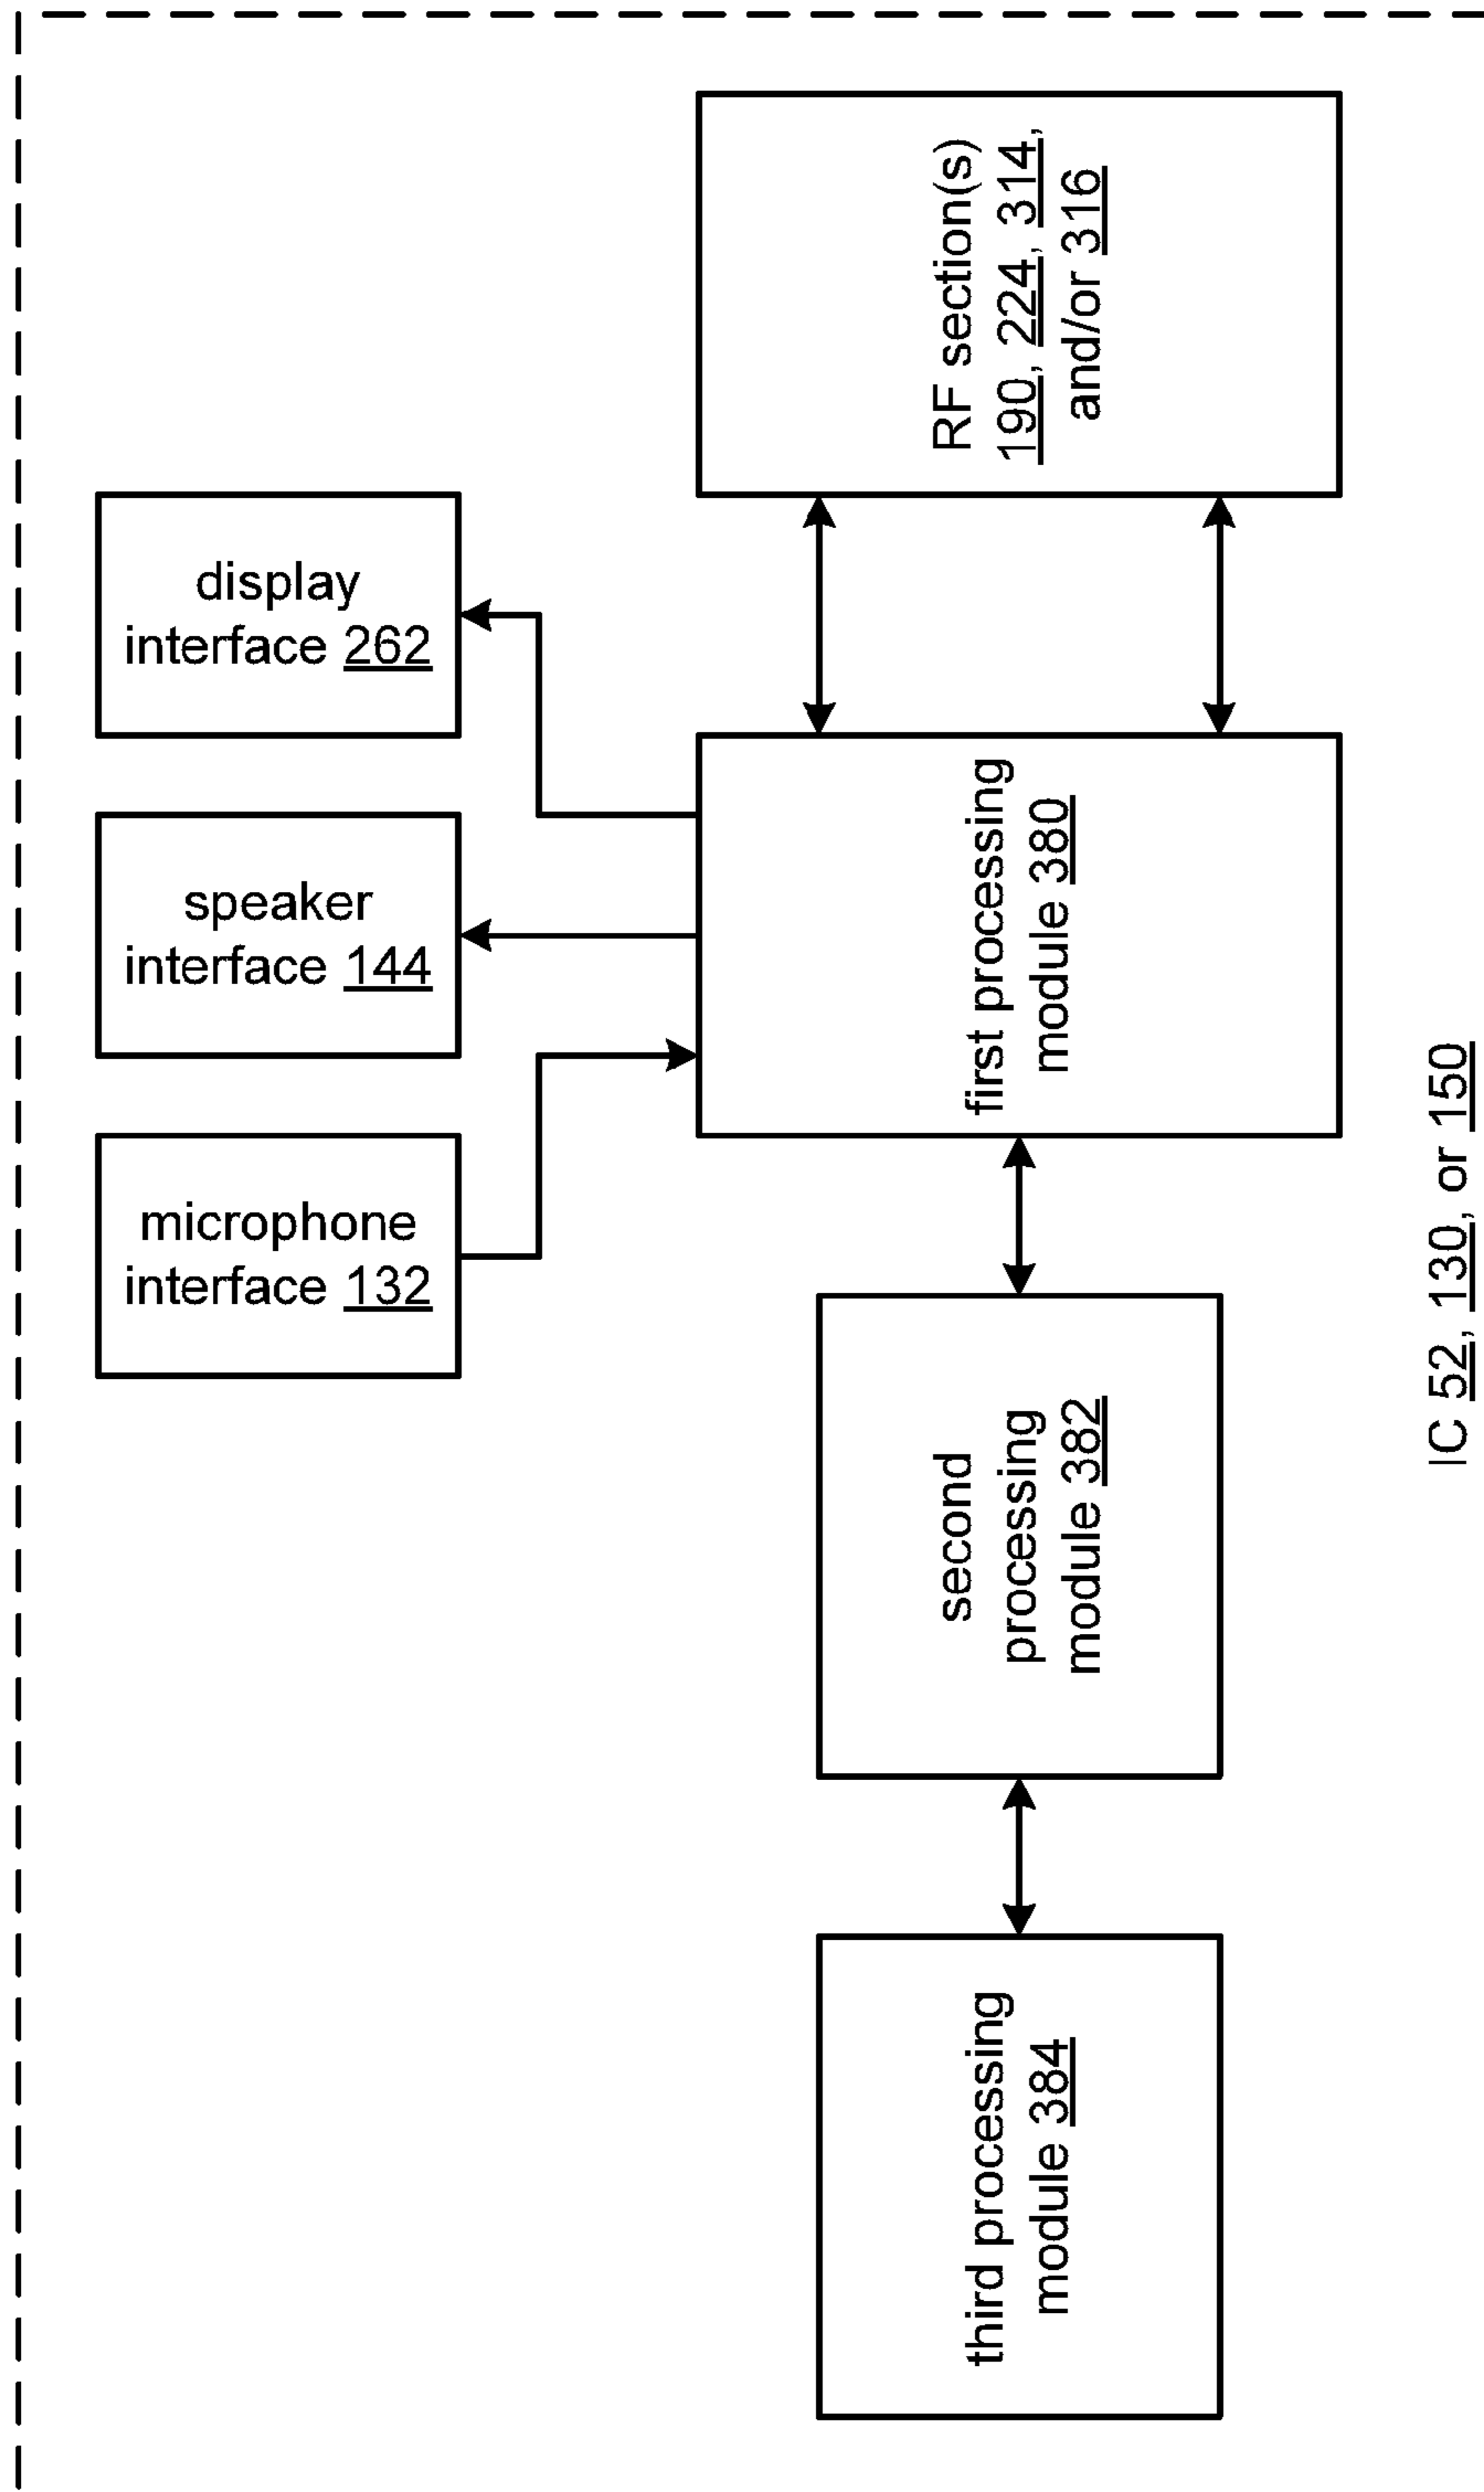 display
interface 262
speaker
interface 144
microphone
interface 132
RF section(s)
190, 224, 314,
and/or 316
first processing
module 380
second
processing
module 382
third processing
module 384
IC 52, 130, or 150